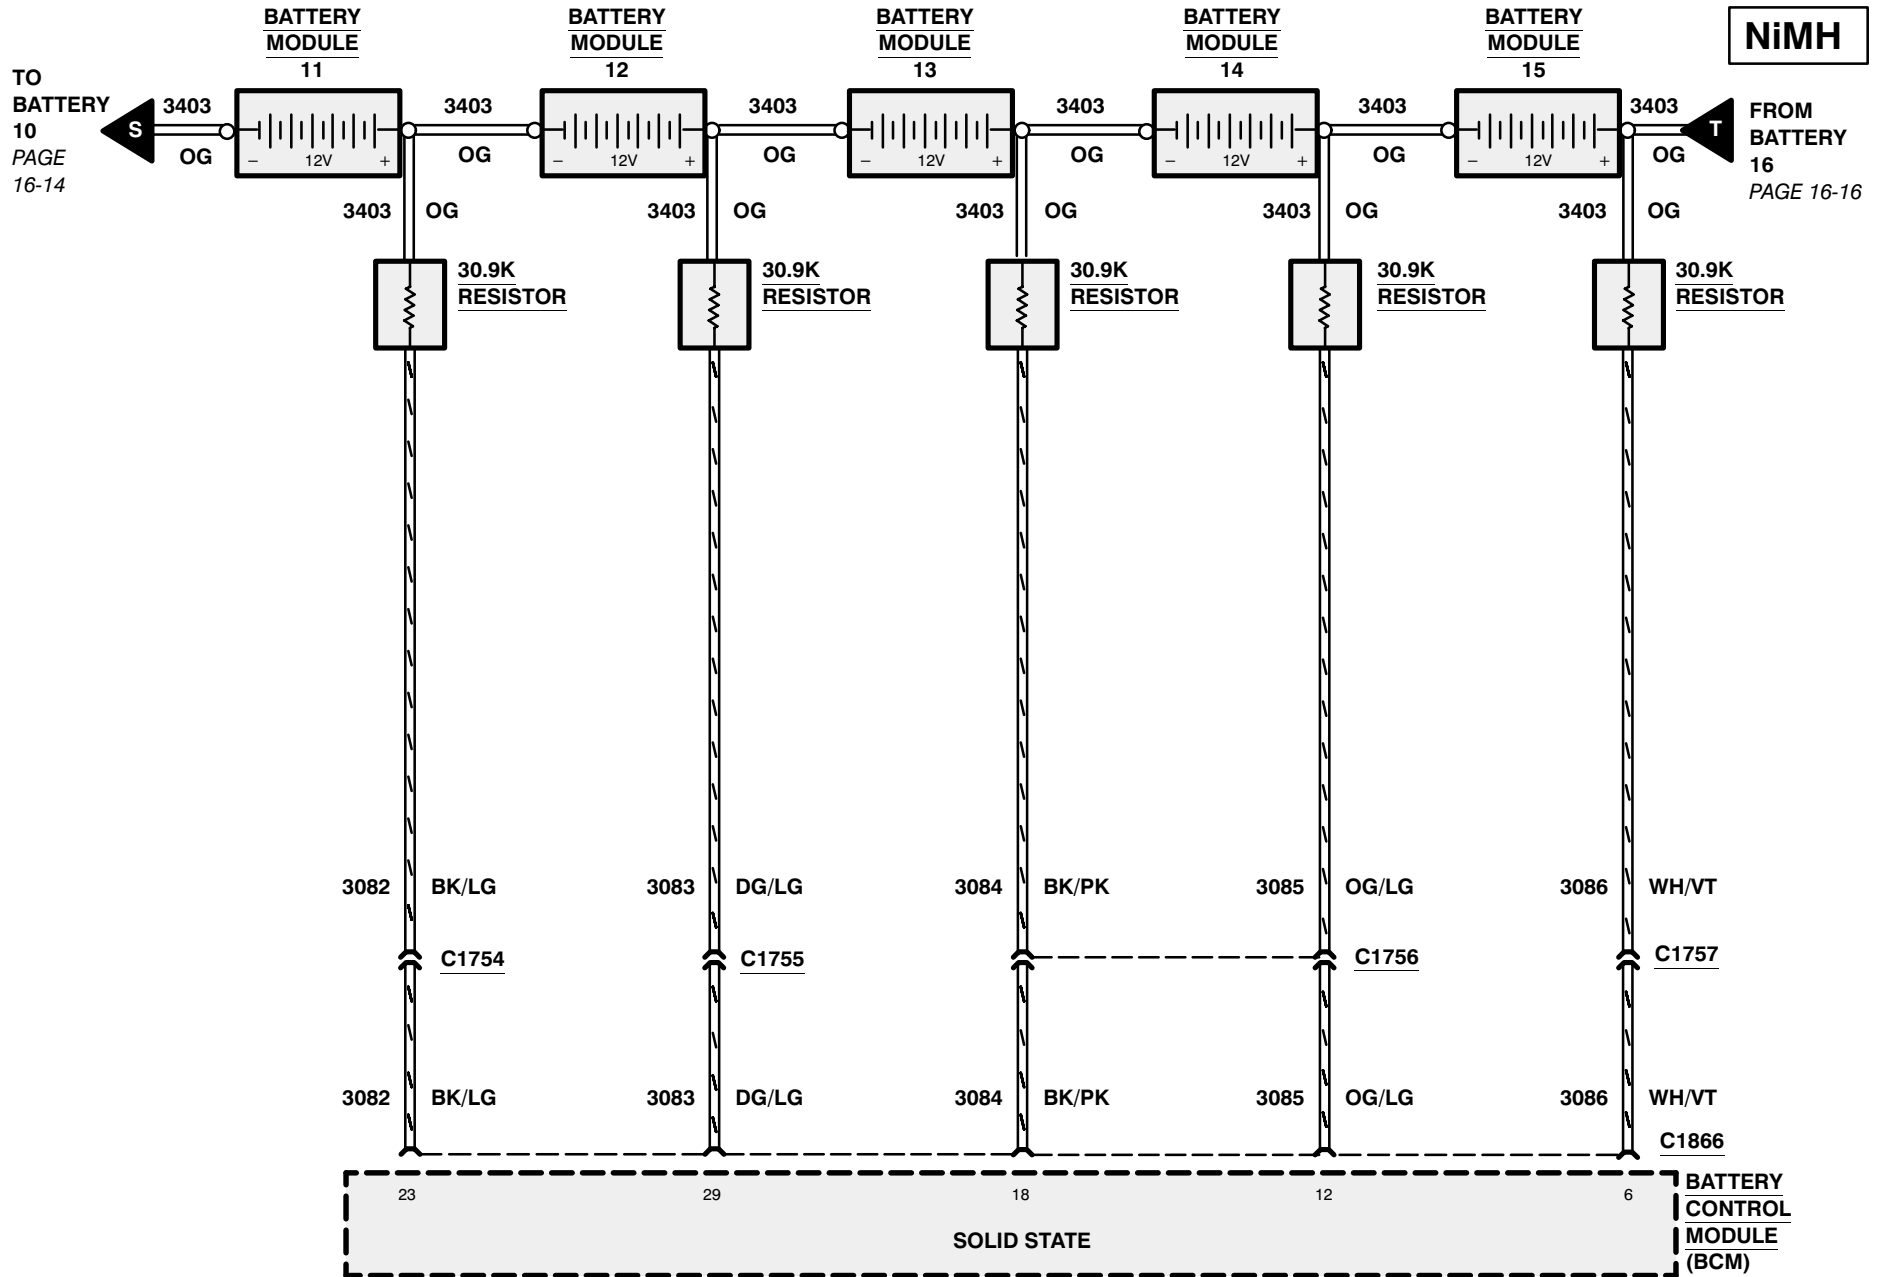 BATTERY
MODULE
11
BATTERY
MODULE
12
BATTERY
MODULE
13
BATTERY
MODULE
14
BATTERY
MODULE
15
NiMH
TO
BATTERY
10
PAGE
16-14
S
3403
OG
– 12V +
3403
OG
– 12V +
3403
OG
– 12V +
3403
OG
– 12V +
3403
OG
– 12V +
3403
OG
T
FROM
BATTERY
16
PAGE 16-16
3403 OG
3403 OG
3403 OG
3403 OG
3403 OG
30.9K
RESISTOR
30.9K
RESISTOR
30.9K
RESISTOR
30.9K
RESISTOR
30.9K
RESISTOR
3082 BK/LG
3083 DG/LG
3084 BK/PK
3085 OG/LG
3086 WH/VT
C1754
C1755
C1756
C1757
3082 BK/LG
3083 DG/LG
3084 BK/PK
3085 OG/LG
3086 WH/VT
C1866
23
29
18
12
6
SOLID STATE
BATTERY
CONTROL
MODULE
(BCM)